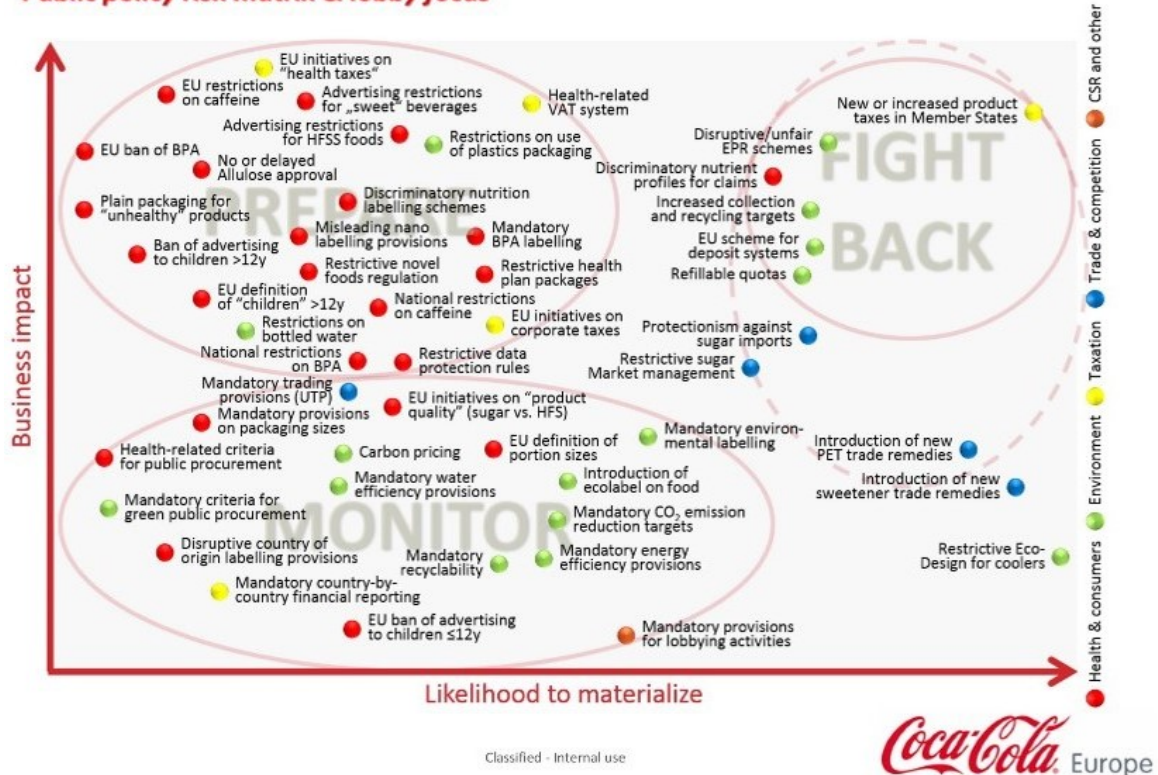 Public policy risk matrix & lobby focus
EU initiatives on
"health taxes"
EU restrictions
on caffeine
Advertising restrictions
for „sweet" beverages
Health-related
VAT system
New or increased product
taxes in Member States
Advertising restrictions
for HFSS foods
Restrictions on use
of plastics packaging
Disruptive/unfair
EPR schemes
FIGHT
BACK
EU ban of BPA
No or delayed
Allulose approval
Discriminatory nutrient
profiles for claims
PREPARE
Plain packaging for
"unhealthy" products
Discriminatory nutrition
labelling schemes
Increased collection
and recycling targets
Misleading nano
labelling provisions
Mandatory
BPA labelling
Ban of advertising
to children >12y
EU scheme for
deposit systems
Restrictive novel
foods regulation
Restrictive health
plan packages
Refillable quotas
EU definition
of "children" >12y
National restrictions
on caffeine
EU initiatives on
corporate taxes
Restrictions on
bottled water
Protectionism against
sugar imports
National restrictions
on BPA
Restrictive data
protection rules
Restrictive sugar
Market management
Mandatory trading
provisions (UTP)
EU initiatives on "product
quality" (sugar vs. HFS)
Mandatory provisions
on packaging sizes
Health-related criteria
for public procurement
Carbon pricing
EU definition of
portion sizes
Mandatory environ-
mental labelling
Introduction of new
PET trade remedies
Mandatory water
efficiency provisions
Introduction of
ecolabel on food
Introduction of new
sweetener trade remedies
Mandatory criteria for
green public procurement
MONITOR
Mandatory CO₂ emission
reduction targets
Disruptive country of
origin labelling provisions
Mandatory
recyclability
Mandatory energy
efficiency provisions
Restrictive Eco-
Design for coolers
Mandatory country-by-
country financial reporting
EU ban of advertising
to children ≤12y
Mandatory provisions
for lobbying activities
Business impact
Likelihood to materialize
Health & consumers
Environment
Taxation
Trade & competition
CSR and other
Classified - Internal use
Coca-Cola Europe